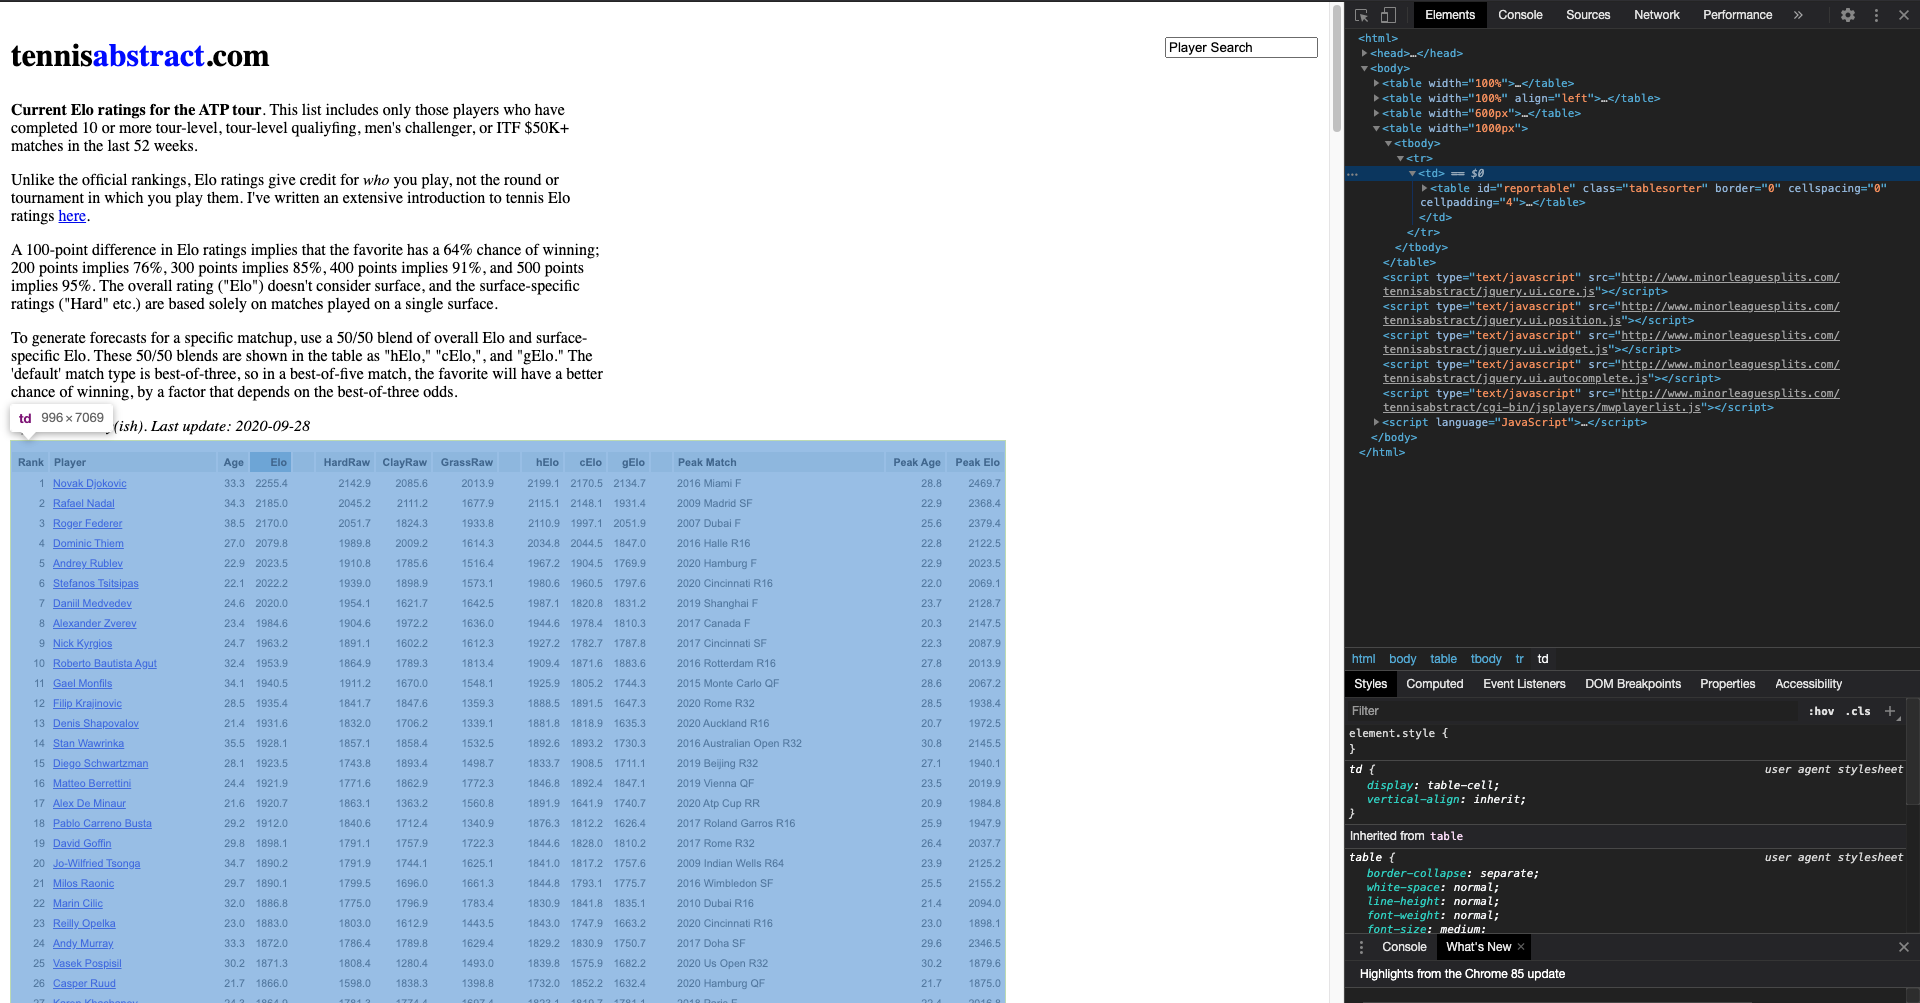 tennisabstract.com
Player Search
Current Elo ratings for the ATP tour. This list includes only those players who have
completed 10 or more tour-level, tour-level qualiyfing, men's challenger, or ITF $50K+
matches in the last 52 weeks.
Unlike the official rankings, Elo ratings give credit for who you play, not the round or
tournament in which you play them. I've written an extensive introduction to tennis Elo
ratings here.
A 100-point difference in Elo ratings implies that the favorite has a 64% chance of winning;
200 points implies 76%, 300 points implies 85%, 400 points implies 91%, and 500 points
implies 95%. The overall rating ("Elo") doesn't consider surface, and the surface-specific
ratings ("Hard" etc.) are based solely on matches played on a single surface.
To generate forecasts for a specific matchup, use a 50/50 blend of overall Elo and surface-
specific Elo. These 50/50 blends are shown in the table as "hElo," "cElo,", and "gElo." The
'default' match type is best-of-three, so in a best-of-five match, the favorite will have a better
chance of winning, by a factor that depends on the best-of-three odds.
td 996 × 7069
(ish). Last update: 2020-09-28
Rank Player Age Elo HardRaw ClayRaw GrassRaw hElo cElo gElo Peak Match Peak Age Peak Elo
1 Novak Djokovic 33.3 2255.4 2142.9 2085.6 2013.9 2199.1 2170.5 2134.7 2016 Miami F 28.8 2469.7
2 Rafael Nadal 34.3 2185.0 2045.2 2111.2 1677.9 2115.1 2148.1 1931.4 2009 Madrid SF 22.9 2368.4
3 Roger Federer 38.5 2170.0 2051.7 1824.3 1933.8 2110.9 1997.1 2051.9 2007 Dubai F 25.6 2379.4
4 Dominic Thiem 27.0 2079.8 1989.8 2009.2 1614.3 2034.8 2044.5 1847.0 2016 Halle R16 22.8 2122.5
5 Andrey Rublev 22.9 2023.5 1910.8 1785.6 1516.4 1967.2 1904.5 1769.9 2020 Hamburg F 22.9 2023.5
6 Stefanos Tsitsipas 22.1 2022.2 1939.0 1898.9 1573.1 1980.6 1960.5 1797.6 2020 Cincinnati R16 22.0 2069.1
7 Daniil Medvedev 24.6 2020.0 1954.1 1621.7 1642.5 1987.1 1820.8 1831.2 2019 Shanghai F 23.7 2128.7
8 Alexander Zverev 23.4 1984.6 1904.6 1972.2 1636.0 1944.6 1978.4 1810.3 2017 Canada F 20.3 2147.5
9 Nick Kyrgios 24.7 1963.2 1891.1 1602.2 1612.3 1927.2 1782.7 1787.8 2017 Cincinnati SF 22.3 2087.9
10 Roberto Bautista Agut 32.4 1953.9 1864.9 1789.3 1813.4 1909.4 1871.6 1883.6 2016 Rotterdam R16 27.8 2013.9
11 Gael Monfils 34.1 1940.5 1911.2 1670.0 1548.1 1925.9 1805.2 1744.3 2015 Monte Carlo QF 28.6 2067.2
12 Filip Krajinovic 28.5 1935.4 1841.7 1847.6 1359.3 1888.5 1891.5 1647.3 2020 Rome R32 28.5 1938.4
13 Denis Shapovalov 21.4 1931.6 1832.0 1706.2 1339.1 1881.8 1818.9 1635.3 2020 Auckland R16 20.7 1972.5
14 Stan Wawrinka 35.5 1928.1 1857.1 1858.4 1532.5 1892.6 1893.2 1730.3 2016 Australian Open R32 30.8 2145.5
15 Diego Schwartzman 28.1 1923.5 1743.8 1893.4 1498.7 1833.7 1908.5 1711.1 2019 Beijing R32 27.1 1940.1
16 Matteo Berrettini 24.4 1921.9 1771.6 1862.9 1772.3 1846.8 1892.4 1847.1 2019 Vienna QF 23.5 2019.9
17 Alex De Minaur 21.6 1920.7 1863.1 1363.2 1560.8 1891.9 1641.9 1740.7 2020 Atp Cup RR 20.9 1984.8
18 Pablo Carreno Busta 29.2 1912.0 1840.6 1712.4 1340.9 1876.3 1812.2 1626.4 2017 Roland Garros R16 25.9 1947.9
19 David Goffin 29.8 1898.1 1791.1 1757.9 1722.3 1844.6 1828.0 1810.2 2017 Rome R32 26.4 2037.7
20 Jo-Wilfried Tsonga 34.7 1890.2 1791.9 1744.1 1625.1 1841.0 1817.2 1757.6 2009 Indian Wells R64 23.9 2125.2
21 Milos Raonic 29.7 1890.1 1799.5 1696.0 1661.3 1844.8 1793.1 1775.7 2016 Wimbledon SF 25.5 2155.2
22 Marin Cilic 32.0 1886.8 1775.0 1796.9 1783.4 1830.9 1841.8 1835.1 2010 Dubai R16 21.4 2094.0
23 Reilly Opelka 23.0 1883.0 1803.0 1612.9 1443.5 1843.0 1747.9 1663.2 2020 Cincinnati R16 23.0 1898.1
24 Andy Murray 33.3 1872.0 1786.4 1789.8 1629.4 1829.2 1830.9 1750.7 2017 Doha SF 29.6 2346.5
25 Vasek Pospisil 30.2 1871.3 1808.4 1280.4 1493.0 1839.8 1575.9 1682.2 2020 Us Open R32 30.2 1879.6
26 Casper Ruud 21.7 1866.0 1598.0 1838.3 1398.8 1732.0 1852.2 1632.4 2020 Hamburg QF 21.7 1875.0
Elements Console Sources Network Performance »
<html>
<head>…</head>
<body>
<table width="100%">…</table>
<table width="100%" align="left">…</table>
<table width="600px">…</table>
<table width="1000px">
<tbody>
<tr>
<td> == $0
<table id="reportable" class="tablesorter" border="0" cellspacing="0"
cellpadding="4">…</table>
</td>
</tr>
</tbody>
</table>
<script type="text/javascript" src="http://www.minorleaguesplits.com/
tennisabstract/jquery.ui.core.js"></script>
<script type="text/javascript" src="http://www.minorleaguesplits.com/
tennisabstract/jquery.ui.position.js"></script>
<script type="text/javascript" src="http://www.minorleaguesplits.com/
tennisabstract/jquery.ui.widget.js"></script>
<script type="text/javascript" src="http://www.minorleaguesplits.com/
tennisabstract/jquery.ui.autocomplete.js"></script>
<script type="text/javascript" src="http://www.minorleaguesplits.com/
tennisabstract/cgi-bin/jsplayers/mwplayerlist.js"></script>
<script language="JavaScript">…</script>
</body>
</html>
html body table tbody tr td
Styles Computed Event Listeners DOM Breakpoints Properties Accessibility
Filter :hov .cls +
element.style {
}
td { user agent stylesheet
display: table-cell;
vertical-align: inherit;
}
Inherited from table
table { user agent stylesheet
border-collapse: separate;
white-space: normal;
line-height: normal;
font-weight: normal;
font-size: medium;
Console What's New ×
Highlights from the Chrome 85 update